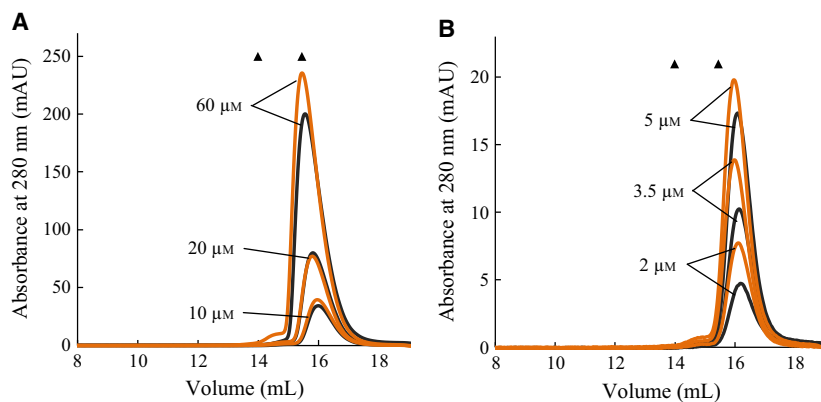 A
Absorbance at 280 nm (mAU)
250
200
150
100
50
0
60 μM
20 μM
10 μM
8 10 12 14 16 18
Volume (mL)
B
Absorbance at 280 nm (mAU)
20
15
10
5
0
5 μM
3.5 μM
2 μM
8 10 12 14 16 18
Volume (mL)